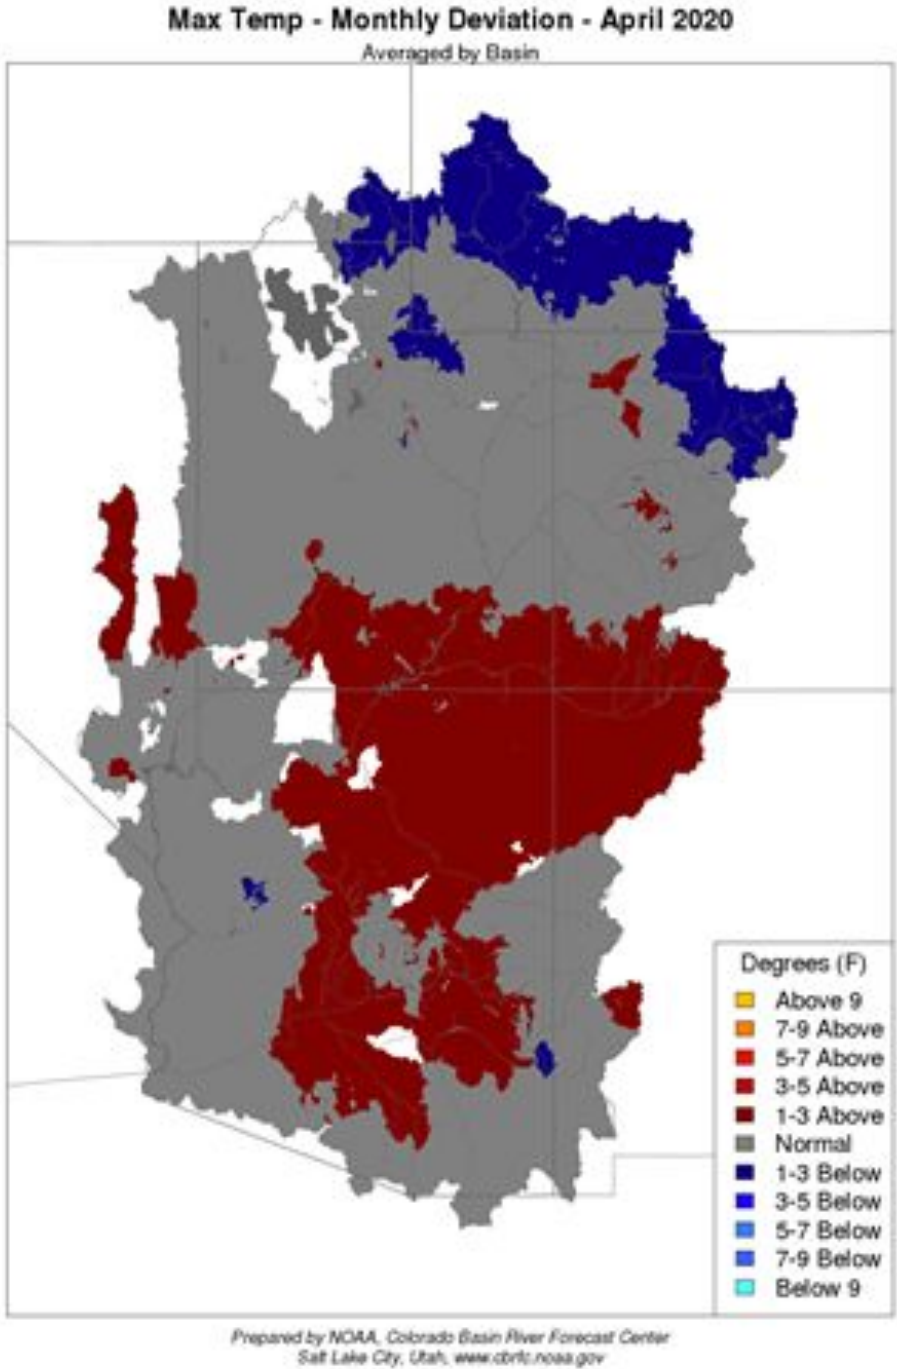 Max Temp - Monthly Deviation - April 2020
Averaged by Basin
Degrees (F)
Above 9
7-9 Above
5-7 Above
3-5 Above
1-3 Above
Normal
1-3 Below
3-5 Below
5-7 Below
7-9 Below
Below 9
Prepared by NOAA, Colorado Basin River Forecast Center
Salt Lake City, Utah, www.cbrfc.noaa.gov